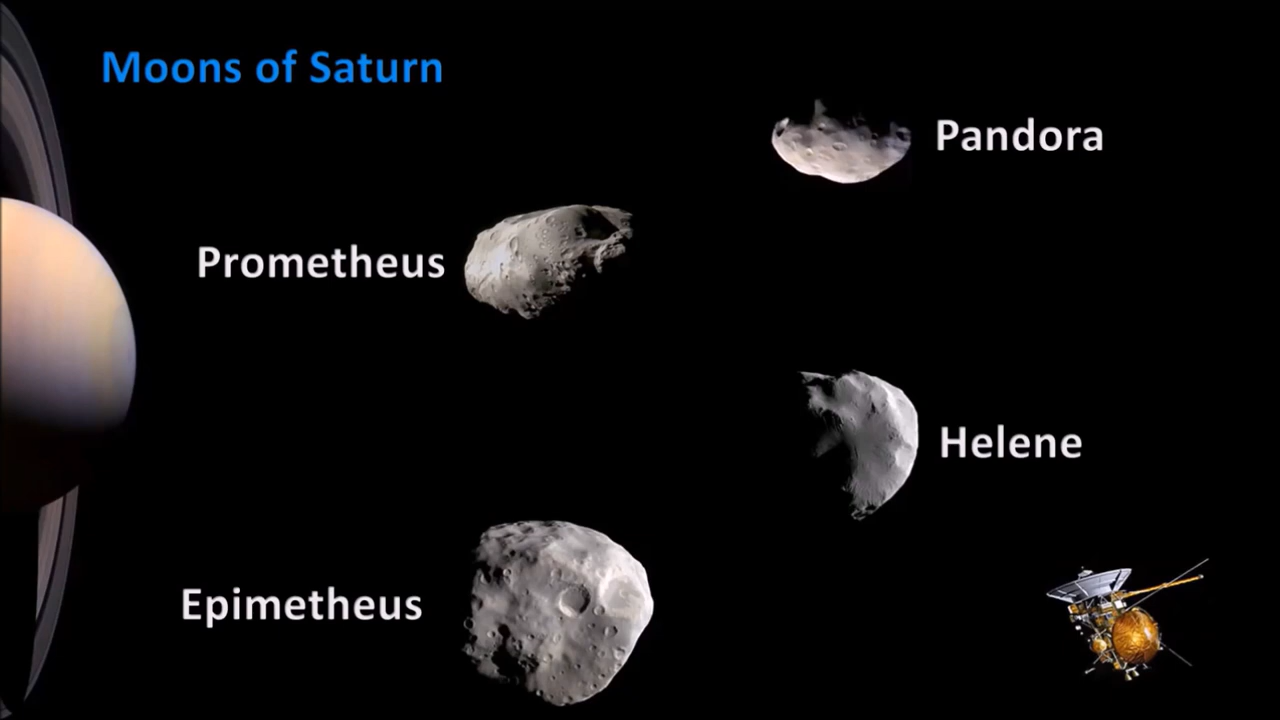 Moons of Saturn
Pandora
Prometheus
Helene
Epimetheus